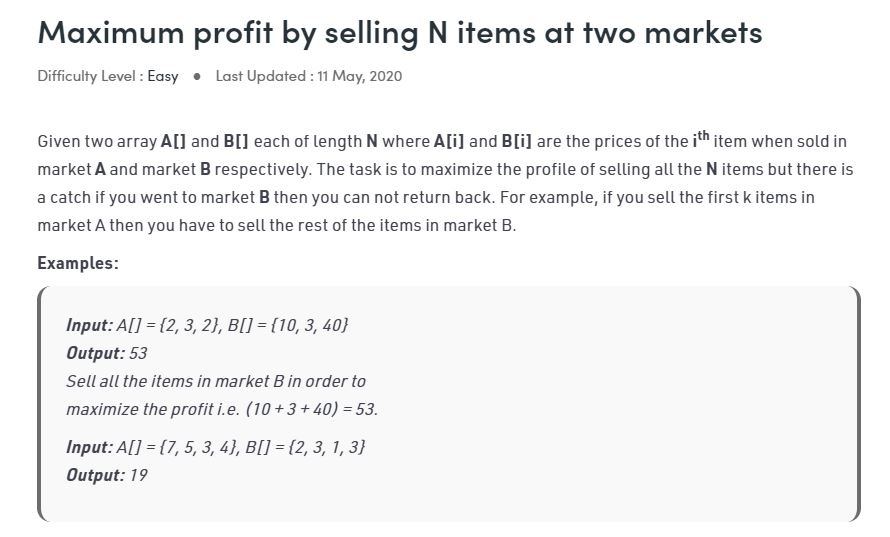 Maximum profit by selling N items at two markets
Difficulty Level : Easy ● Last Updated : 11 May, 2020
Given two array A[] and B[] each of length N where A[i] and B[i] are the prices of the ith item when sold in
market A and market B respectively. The task is to maximize the profile of selling all the N items but there is
a catch if you went to market B then you can not return back. For example, if you sell the first k items in
market A then you have to sell the rest of the items in market B.
Examples:
Input: A[] = {2, 3, 2}, B[] = {10, 3, 40}
Output: 53
Sell all the items in market B in order to
maximize the profit i.e. (10 + 3 + 40) = 53.
Input: A[] = {7, 5, 3, 4}, B[] = {2, 3, 1, 3}
Output: 19